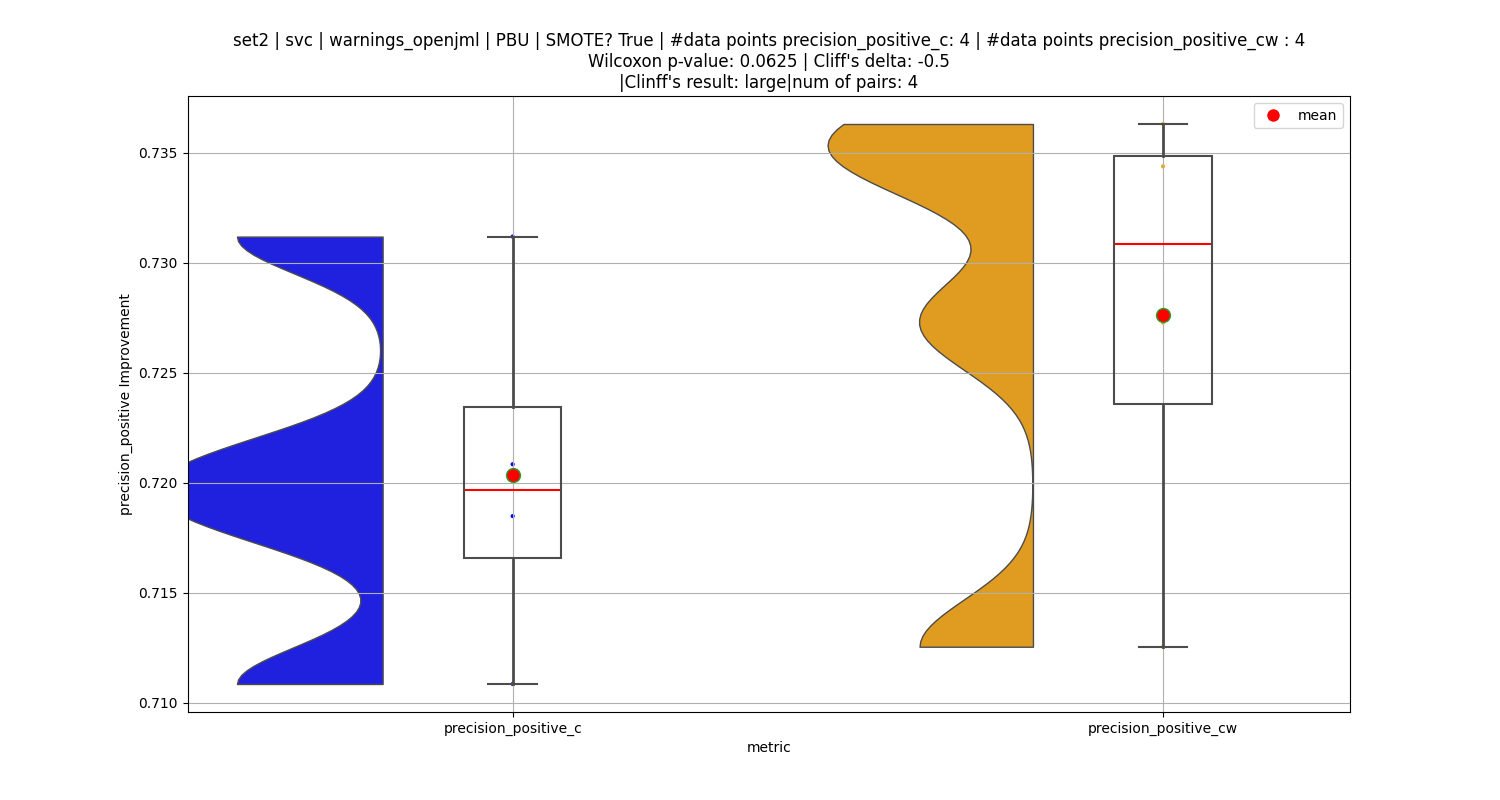 set2 | svc | warnings_openjml | PBU | SMOTE? True | #data points precision_positive_c: 4 | #data points precision_positive_cw : 4
Wilcoxon p-value: 0.0625 | Cliff's delta: -0.5
|Clinff's result: large|num of pairs: 4
mean
0.735
0.730
0.725
0.720
0.715
0.710
precision_positive Improvement
precision_positive_c
precision_positive_cw
metric